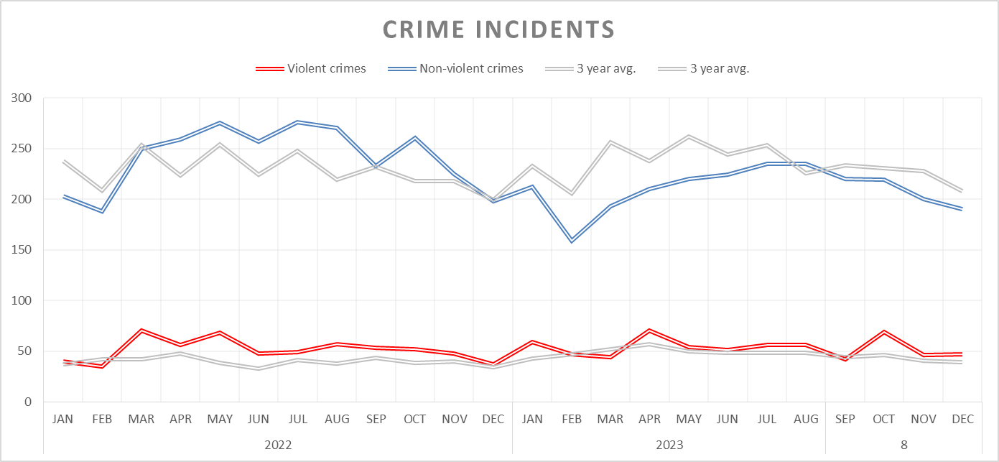 CRIME INCIDENTS
Violent crimes Non-violent crimes 3 year avg. 3 year avg.
300
250
200
150
100
50
0
JAN FEB MAR APR MAY JUN JUL AUG SEP OCT NOV DEC JAN FEB MAR APR MAY JUN JUL AUG SEP OCT NOV DEC
2022 2023 8